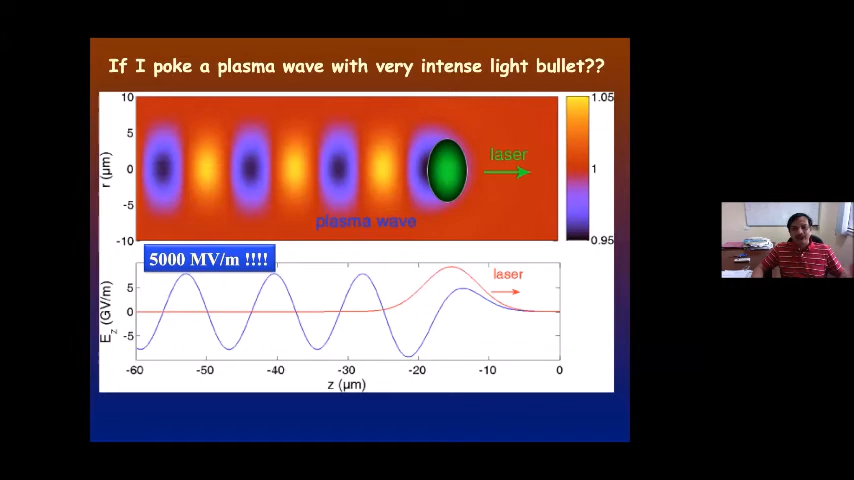 If I poke a plasma wave with very intense light bullet??
10
5
0
-5
-10
r (μm)
laser
plasma wave
1.05
1
0.95
5000 MV/m !!!!
laser
5
0
-5
E_z (GV/m)
-60
-50
-40
-30
-20
-10
0
z (μm)